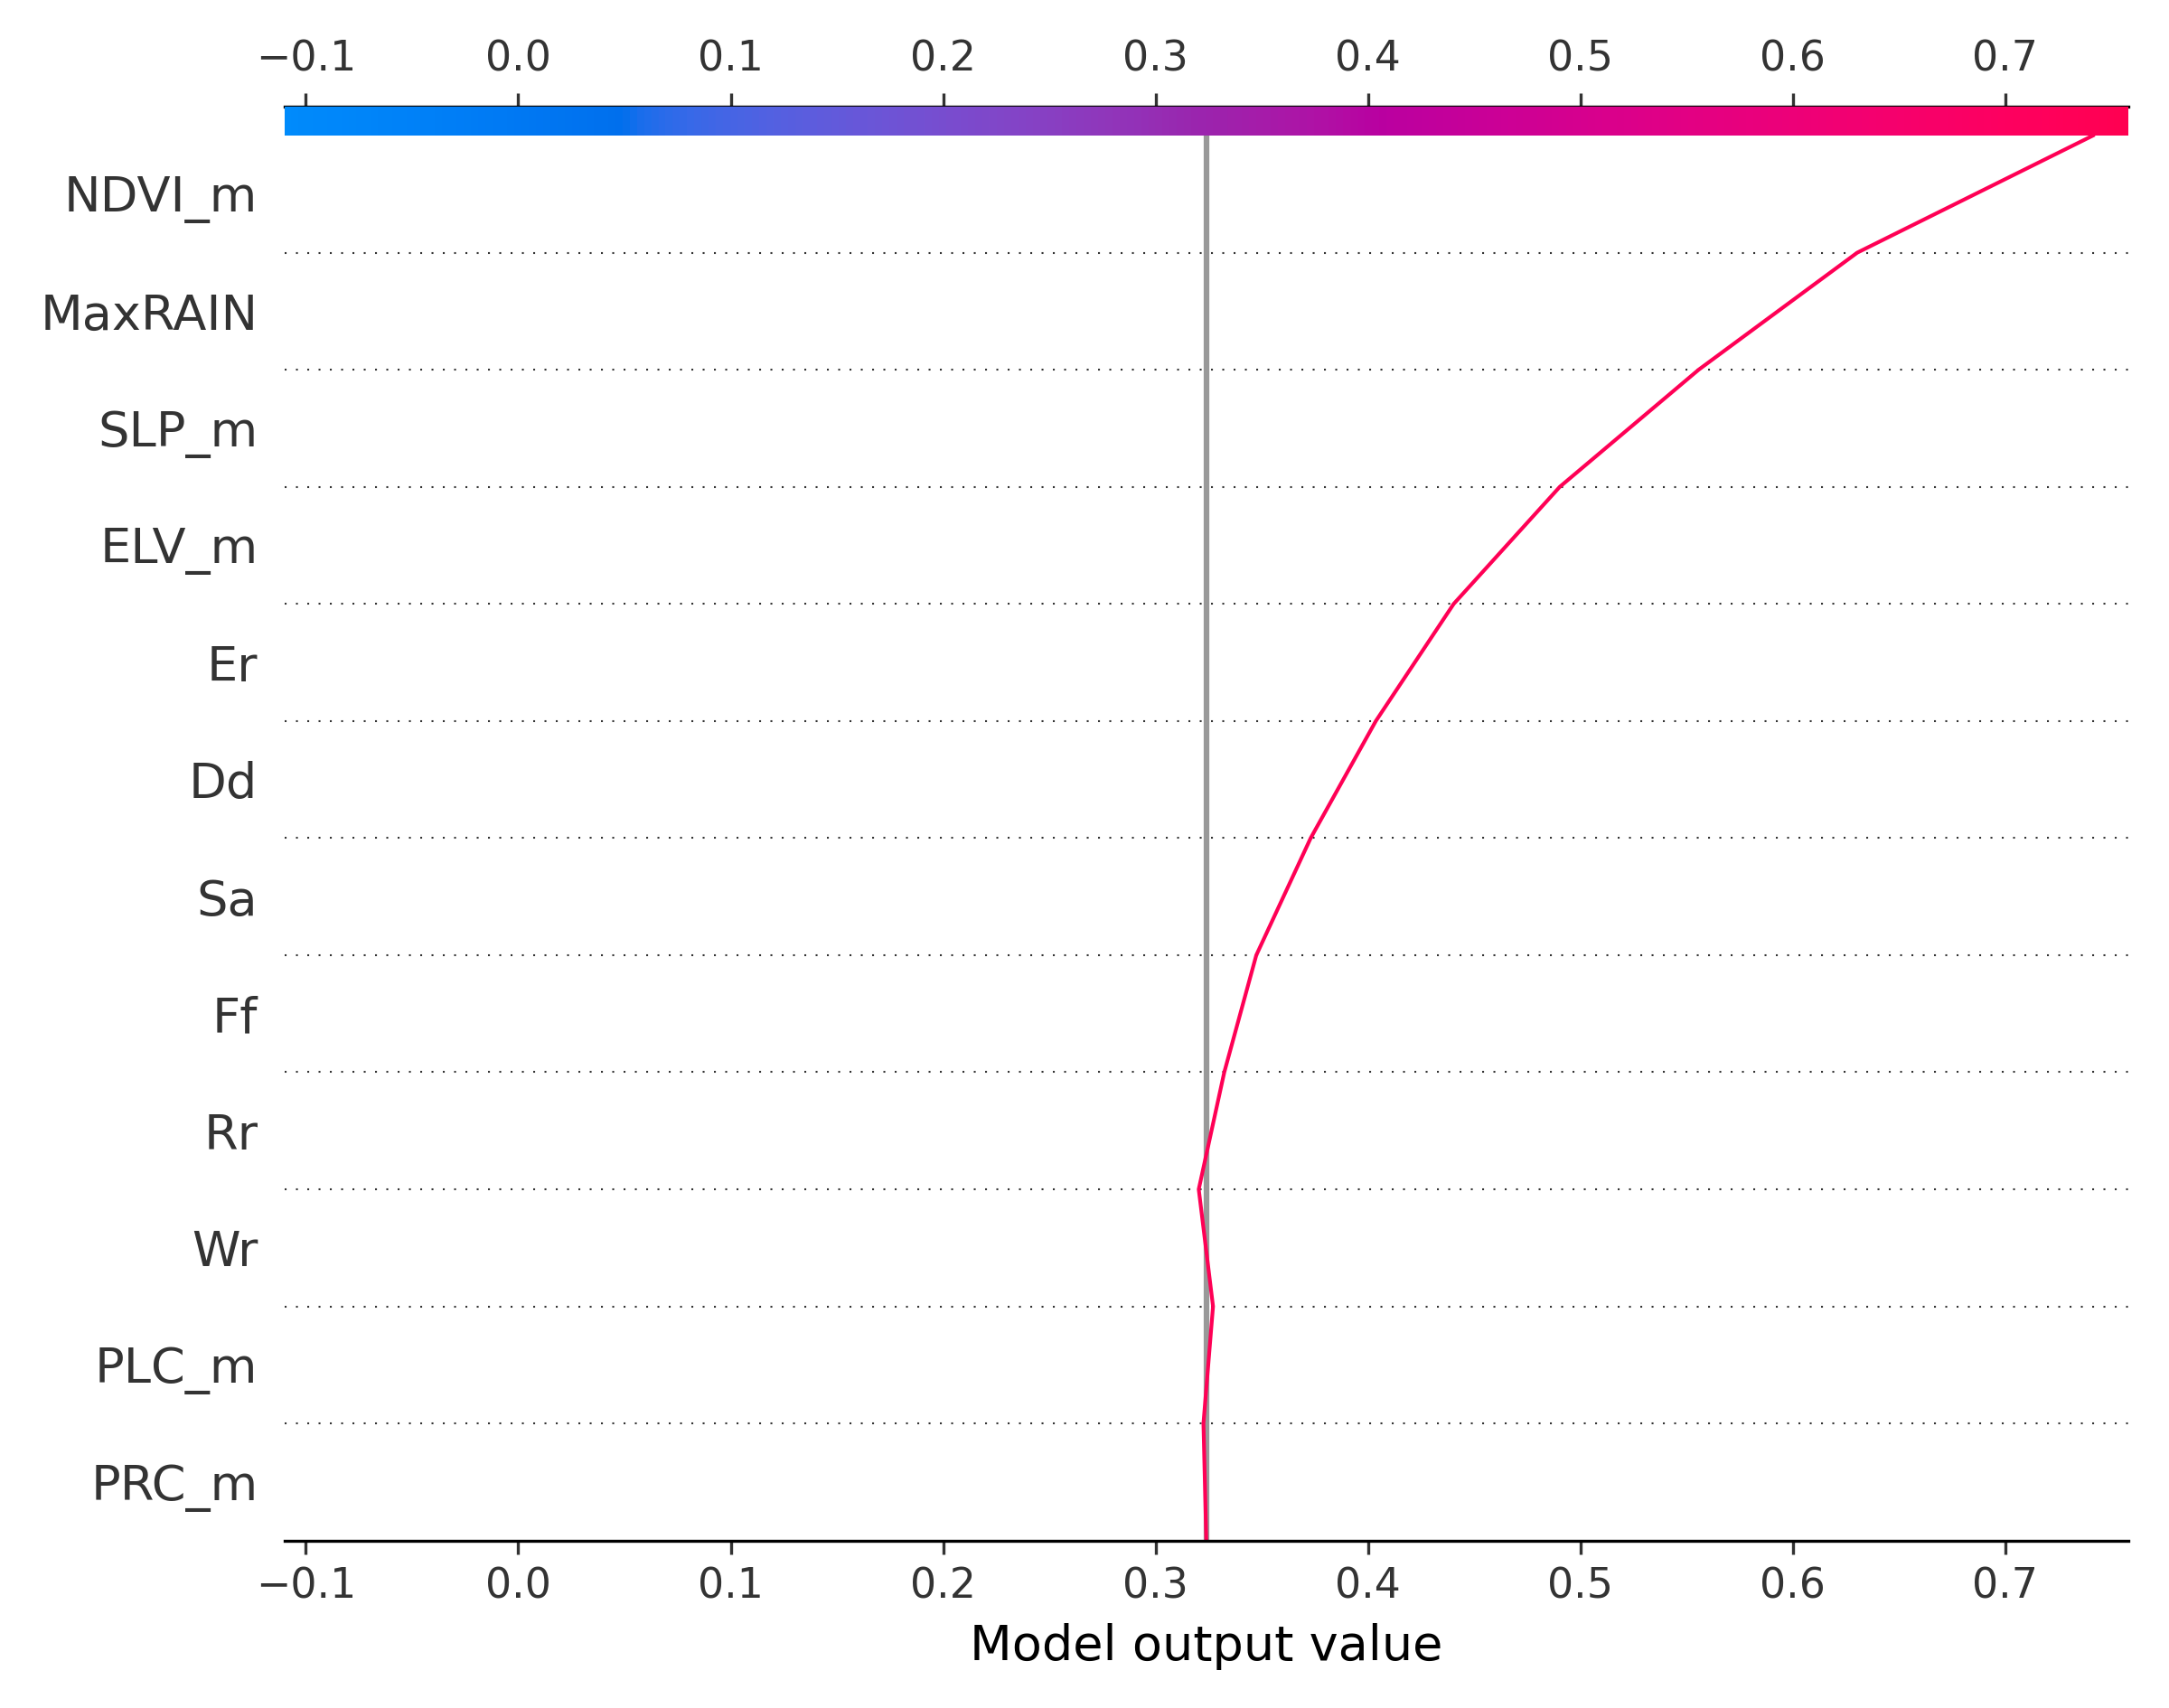 −0.1 0.0 0.1 0.2 0.3 0.4 0.5 0.6 0.7
NDVI_m
MaxRAIN
SLP_m
ELV_m
Er
Dd
Sa
Ff
Rr
Wr
PLC_m
PRC_m
−0.1 0.0 0.1 0.2 0.3 0.4 0.5 0.6 0.7
Model output value